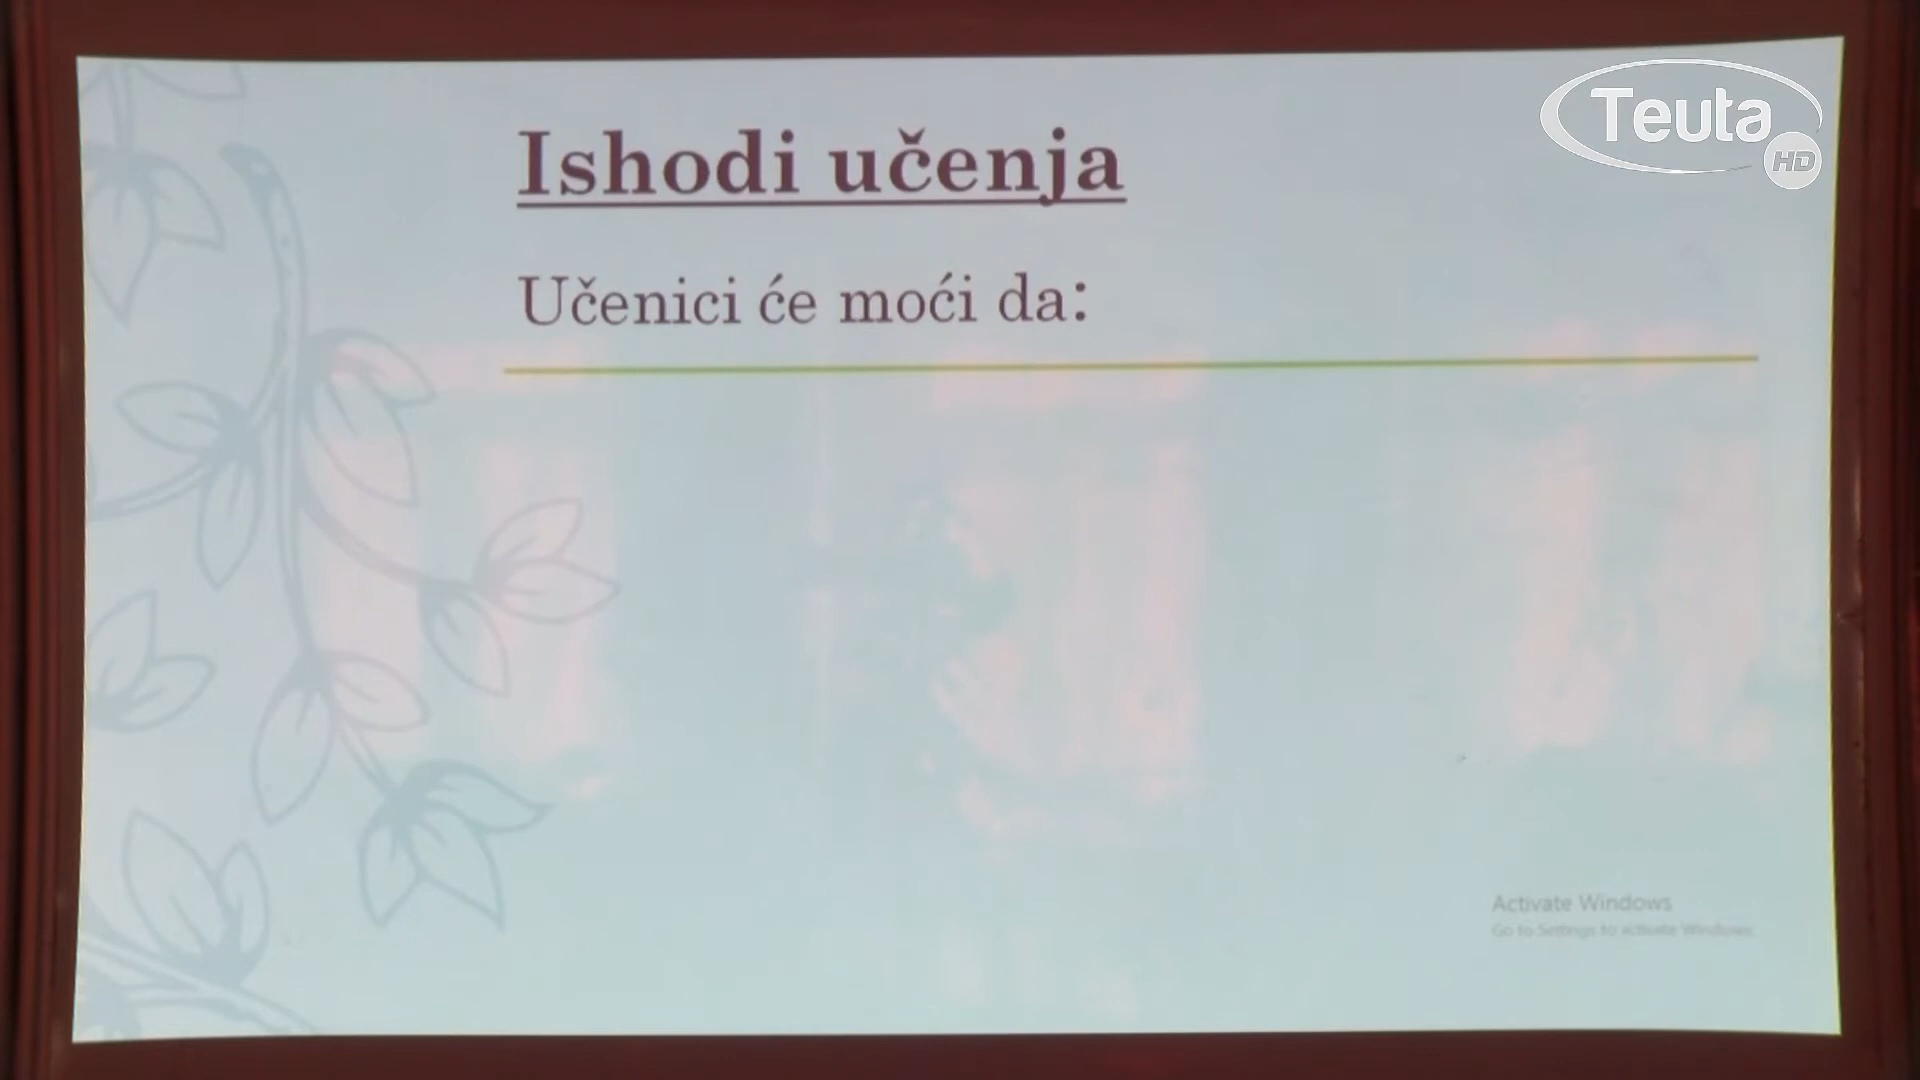 Teuta
HD
Ishodi učenja
Učenici će moći da:
Activate Windows
Go to Settings to activate Windows.